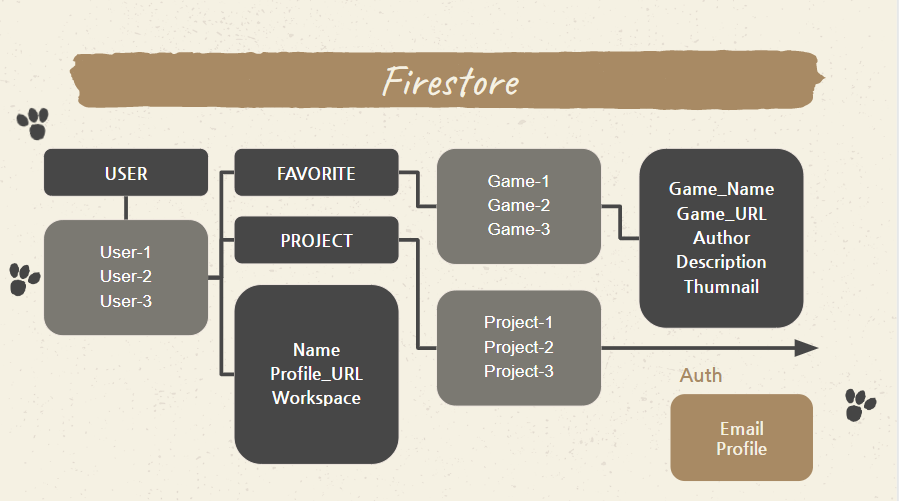 Firestore
USER
User-1
User-2
User-3
FAVORITE
PROJECT
Name
Profile_URL
Workspace
Game-1
Game-2
Game-3
Project-1
Project-2
Project-3
Game_Name
Game_URL
Author
Description
Thumnail
Auth
Email
Profile